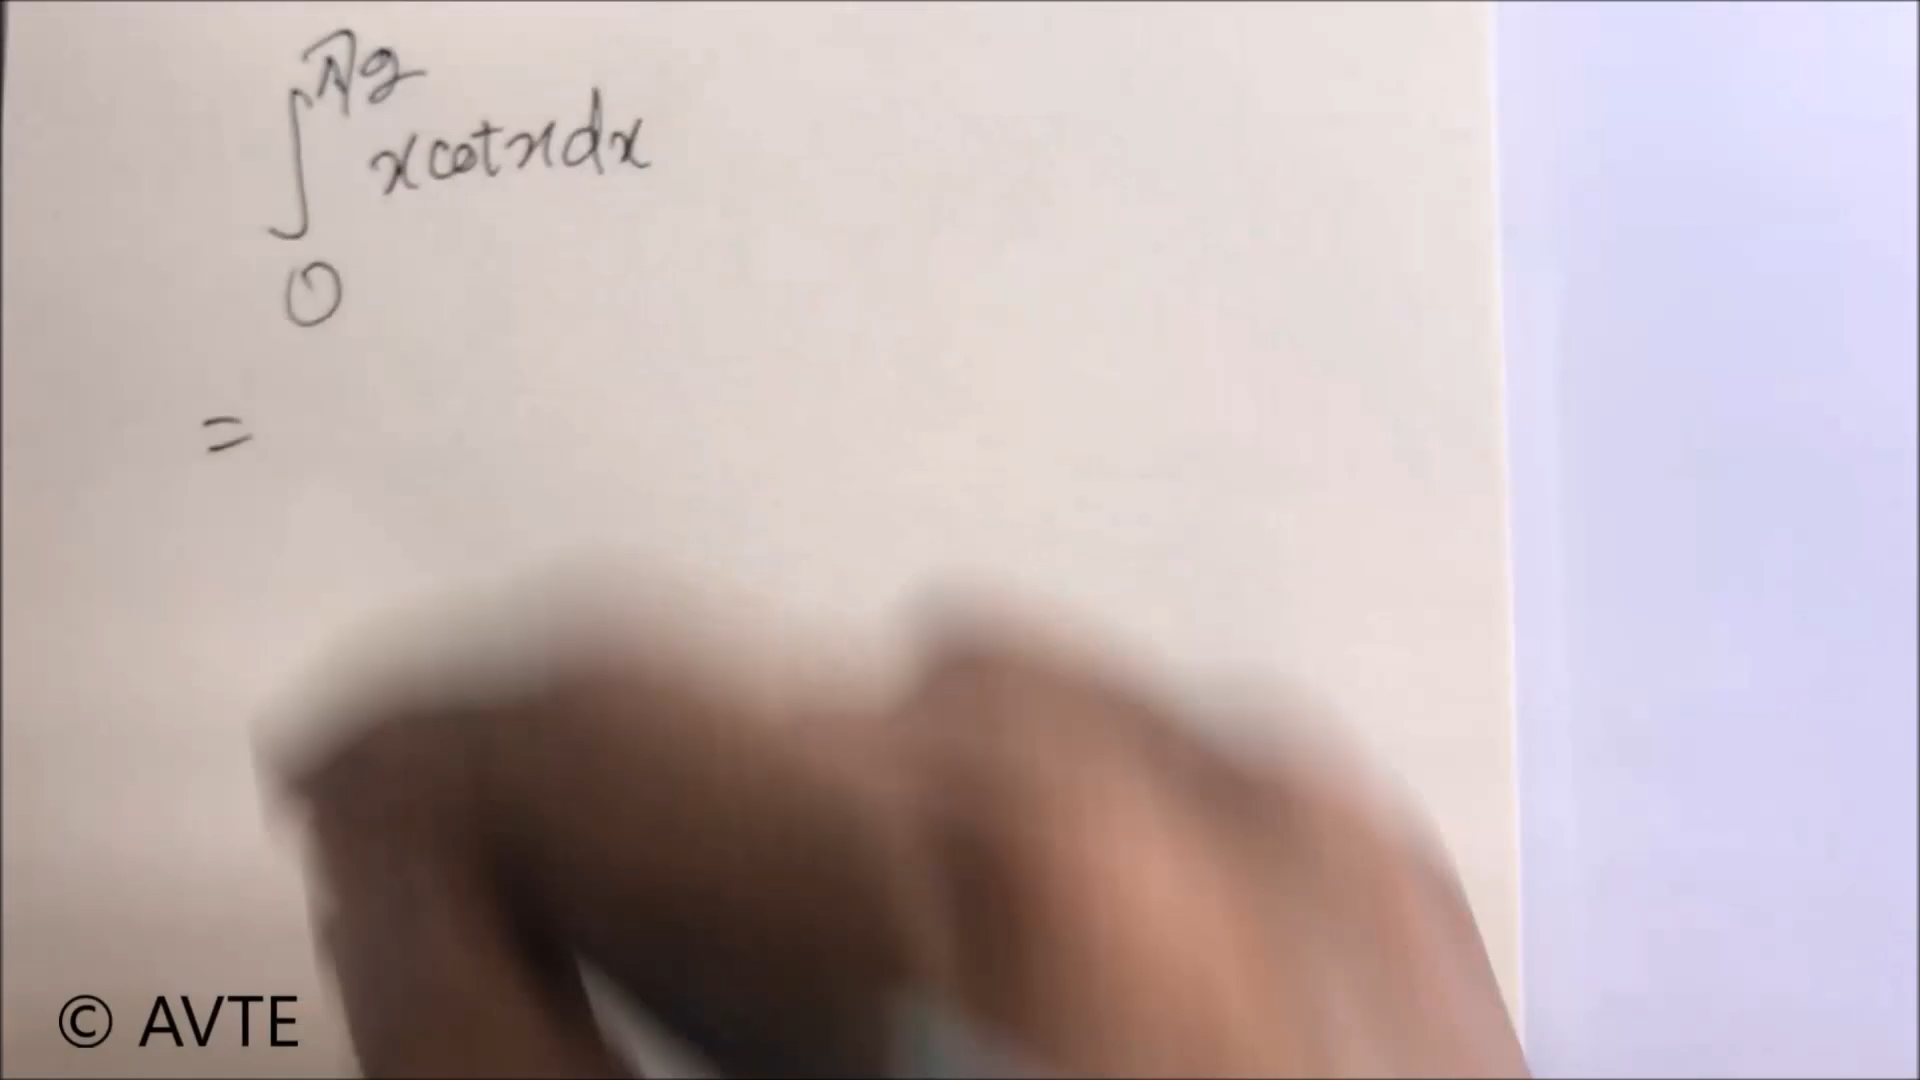 ∫₀^{π/2} x cot x dx
=
© AVTE